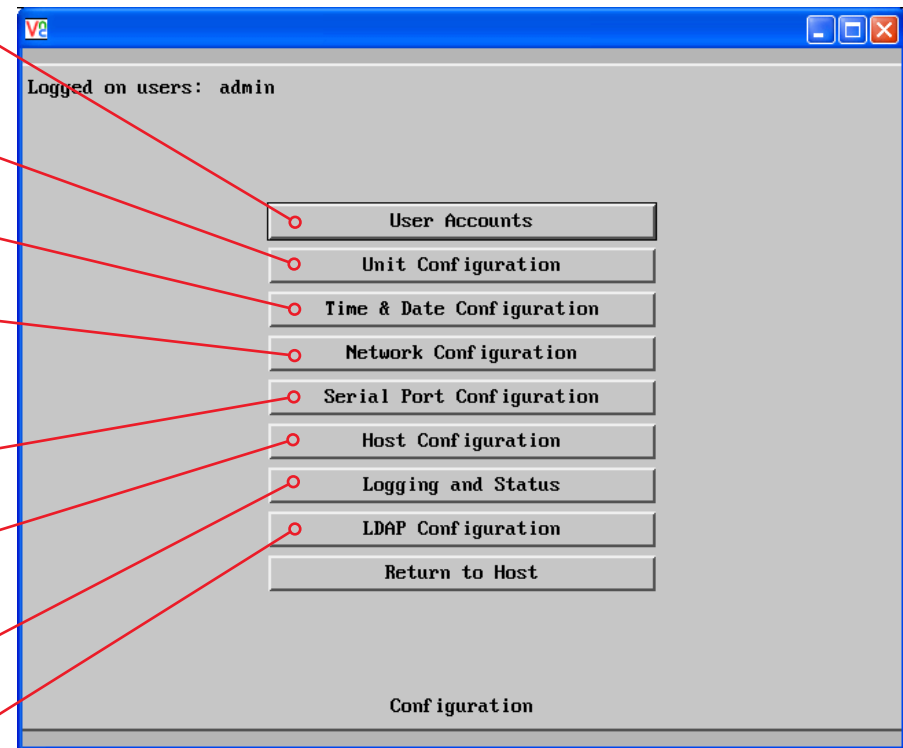 Logged on users: admin
User Accounts
Unit Configuration
Time & Date Configuration
Network Configuration
Serial Port Configuration
Host Configuration
Logging and Status
LDAP Configuration
Return to Host
Configuration